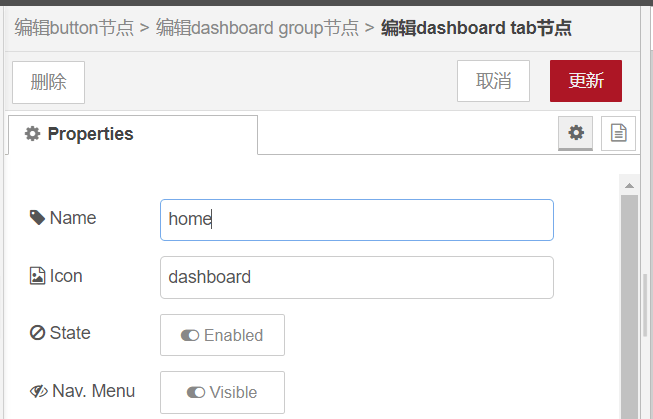 编辑button节点 > 编辑dashboard group节点 > 编辑dashboard tab节点
删除 取消 更新
Properties
Name home
Icon dashboard
State Enabled
Nav. Menu Visible